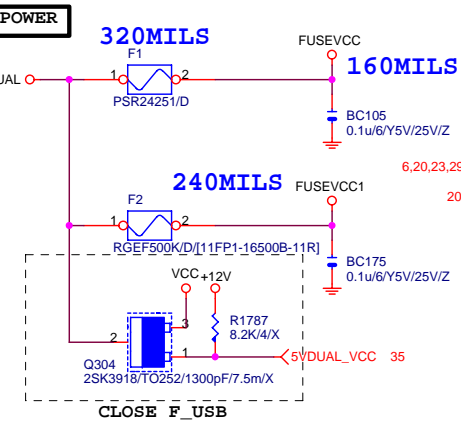 POWER
320MILS
F1
FUSEVCC
160MILS
UAL
1
2
PSR24251/D
BC105
0.1u/6/Y5V/25V/Z
6,20,23,29
20
240MILS
F2
FUSEVCC1
1
2
RGEF500K/D/[11FP1-16500B-11R]
BC175
0.1u/6/Y5V/25V/Z
VCC
+12V
3
R1787
8.2K/4/X
2
1
5VDUAL_VCC 35
Q304
2SK3918/TO252/1300pF/7.5m/X
CLOSE F_USB